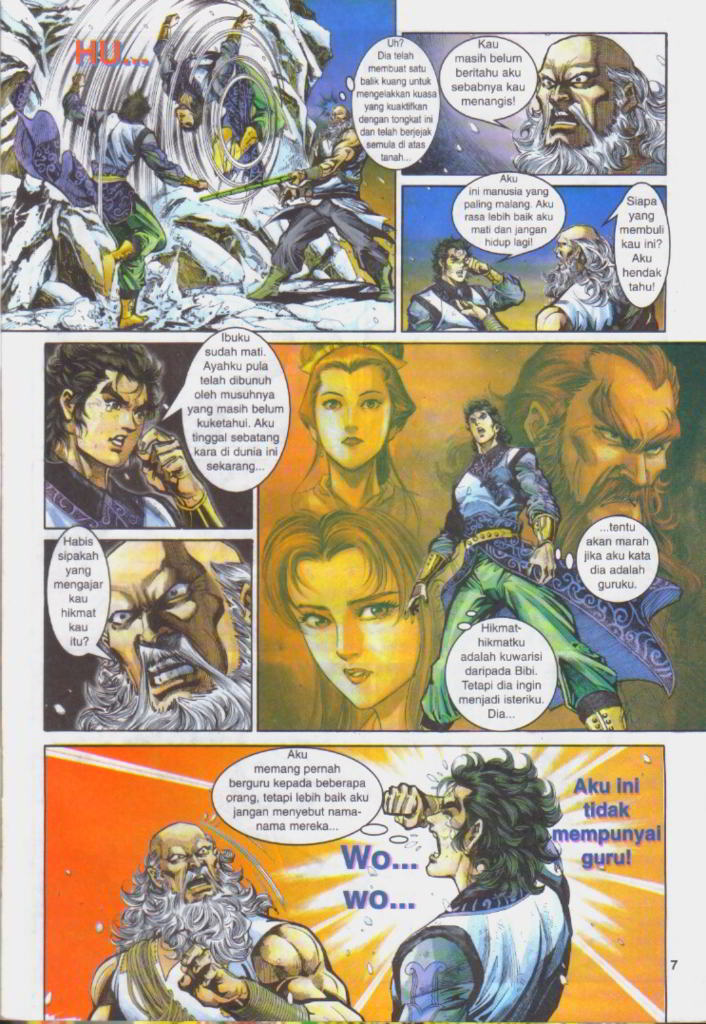 HU...
Uh?
Dia telah
membuat satu
balik kuang untuk
mengelakkan kuasa
yang kuaktifkan
dengan tongkat ini
dan telah berjejak
semula di atas
tanah...
Kau
masih belum
beritahu aku
sebabnya kau
menangis!
Aku
ini manusia yang
paling malang. Aku
rasa lebih baik aku
mati dan jangan
hidup lagi!
Siapa
yang
membuli
kau ini?
Aku
hendak
tahu!
Ibuku
sudah mati.
Ayahku pula
telah dibunuh
oleh musuhnya
yang masih belum
kuketahui. Aku
tinggal sebatang
kara di dunia ini
sekarang...
Habis
sipakah
yang
mengajar
kau
hikmat
kau
itu?
Hikmat-
hikmatku
adalah kuwarisi
daripada Bibi.
Tetapi dia ingin
menjadi isteriku.
Dia...
...tentu
akan marah
jika aku kata
dia adalah
guruku.
Aku
memang pernah
berguru kepada beberapa
orang, tetapi lebih baik aku
jangan menyebut nama-
nama mereka...
Wo...
wo...
Aku ini
tidak
mempunyai
guru!
7